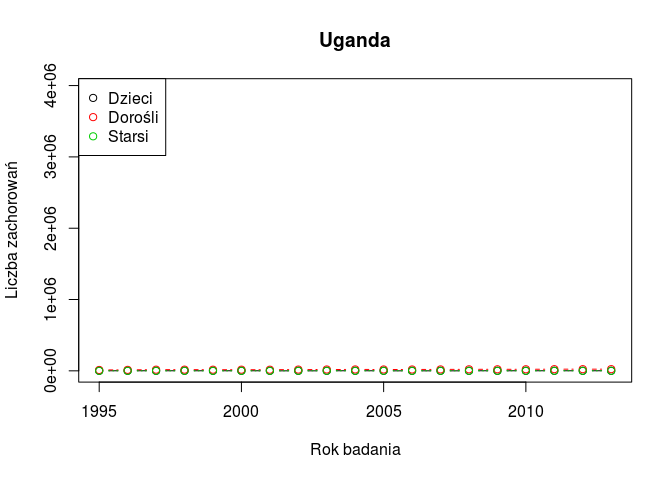 Uganda
Liczba zachorowań
4e+06
3e+06
2e+06
1e+06
0e+00
Dzieci
Dorośli
Starsi
1995 2000 2005 2010
Rok badania